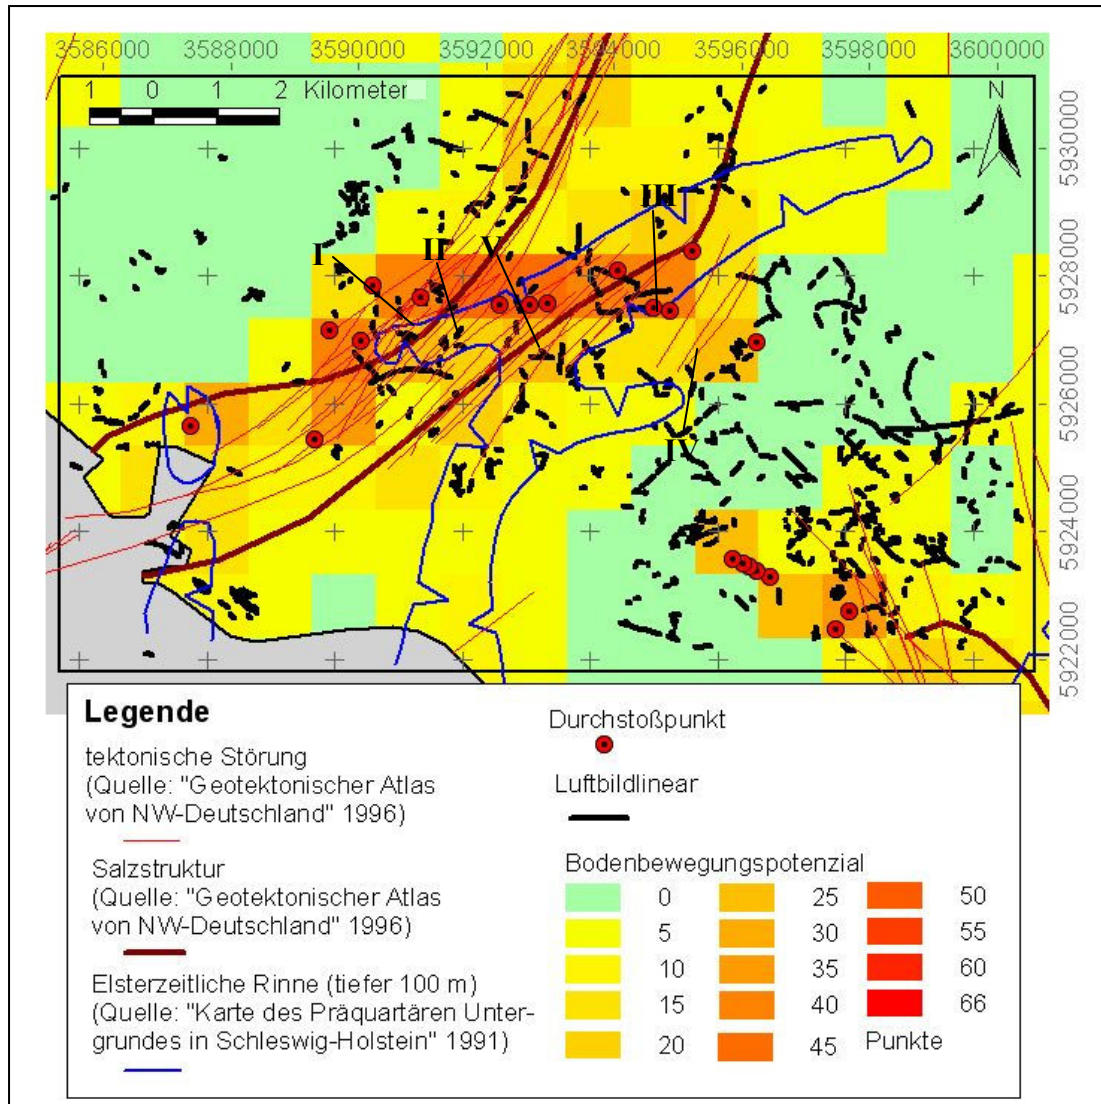 3586000 3588000 3590000 3592000 3594000 3596000 3598000 3600000
1 0 1 2 Kilometer
N
5930000
5928000
5926000
5924000
5922000
I
II
V
III
IV
Legende
tektonische Störung
(Quelle: "Geotektonischer Atlas
von NW-Deutschland" 1996)
Salzstruktur
(Quelle: "Geotektonischer Atlas
von NW-Deutschland" 1996)
Elsterzeitliche Rinne (tiefer 100 m)
(Quelle: "Karte des Präquartären Unter-
grundes in Schleswig-Holstein" 1991)
Durchstoßpunkt
Luftbildlinear
Bodenbewegungspotenzial
0 25 50
5 30 55
10 35 60
15 40 66
20 45 Punkte